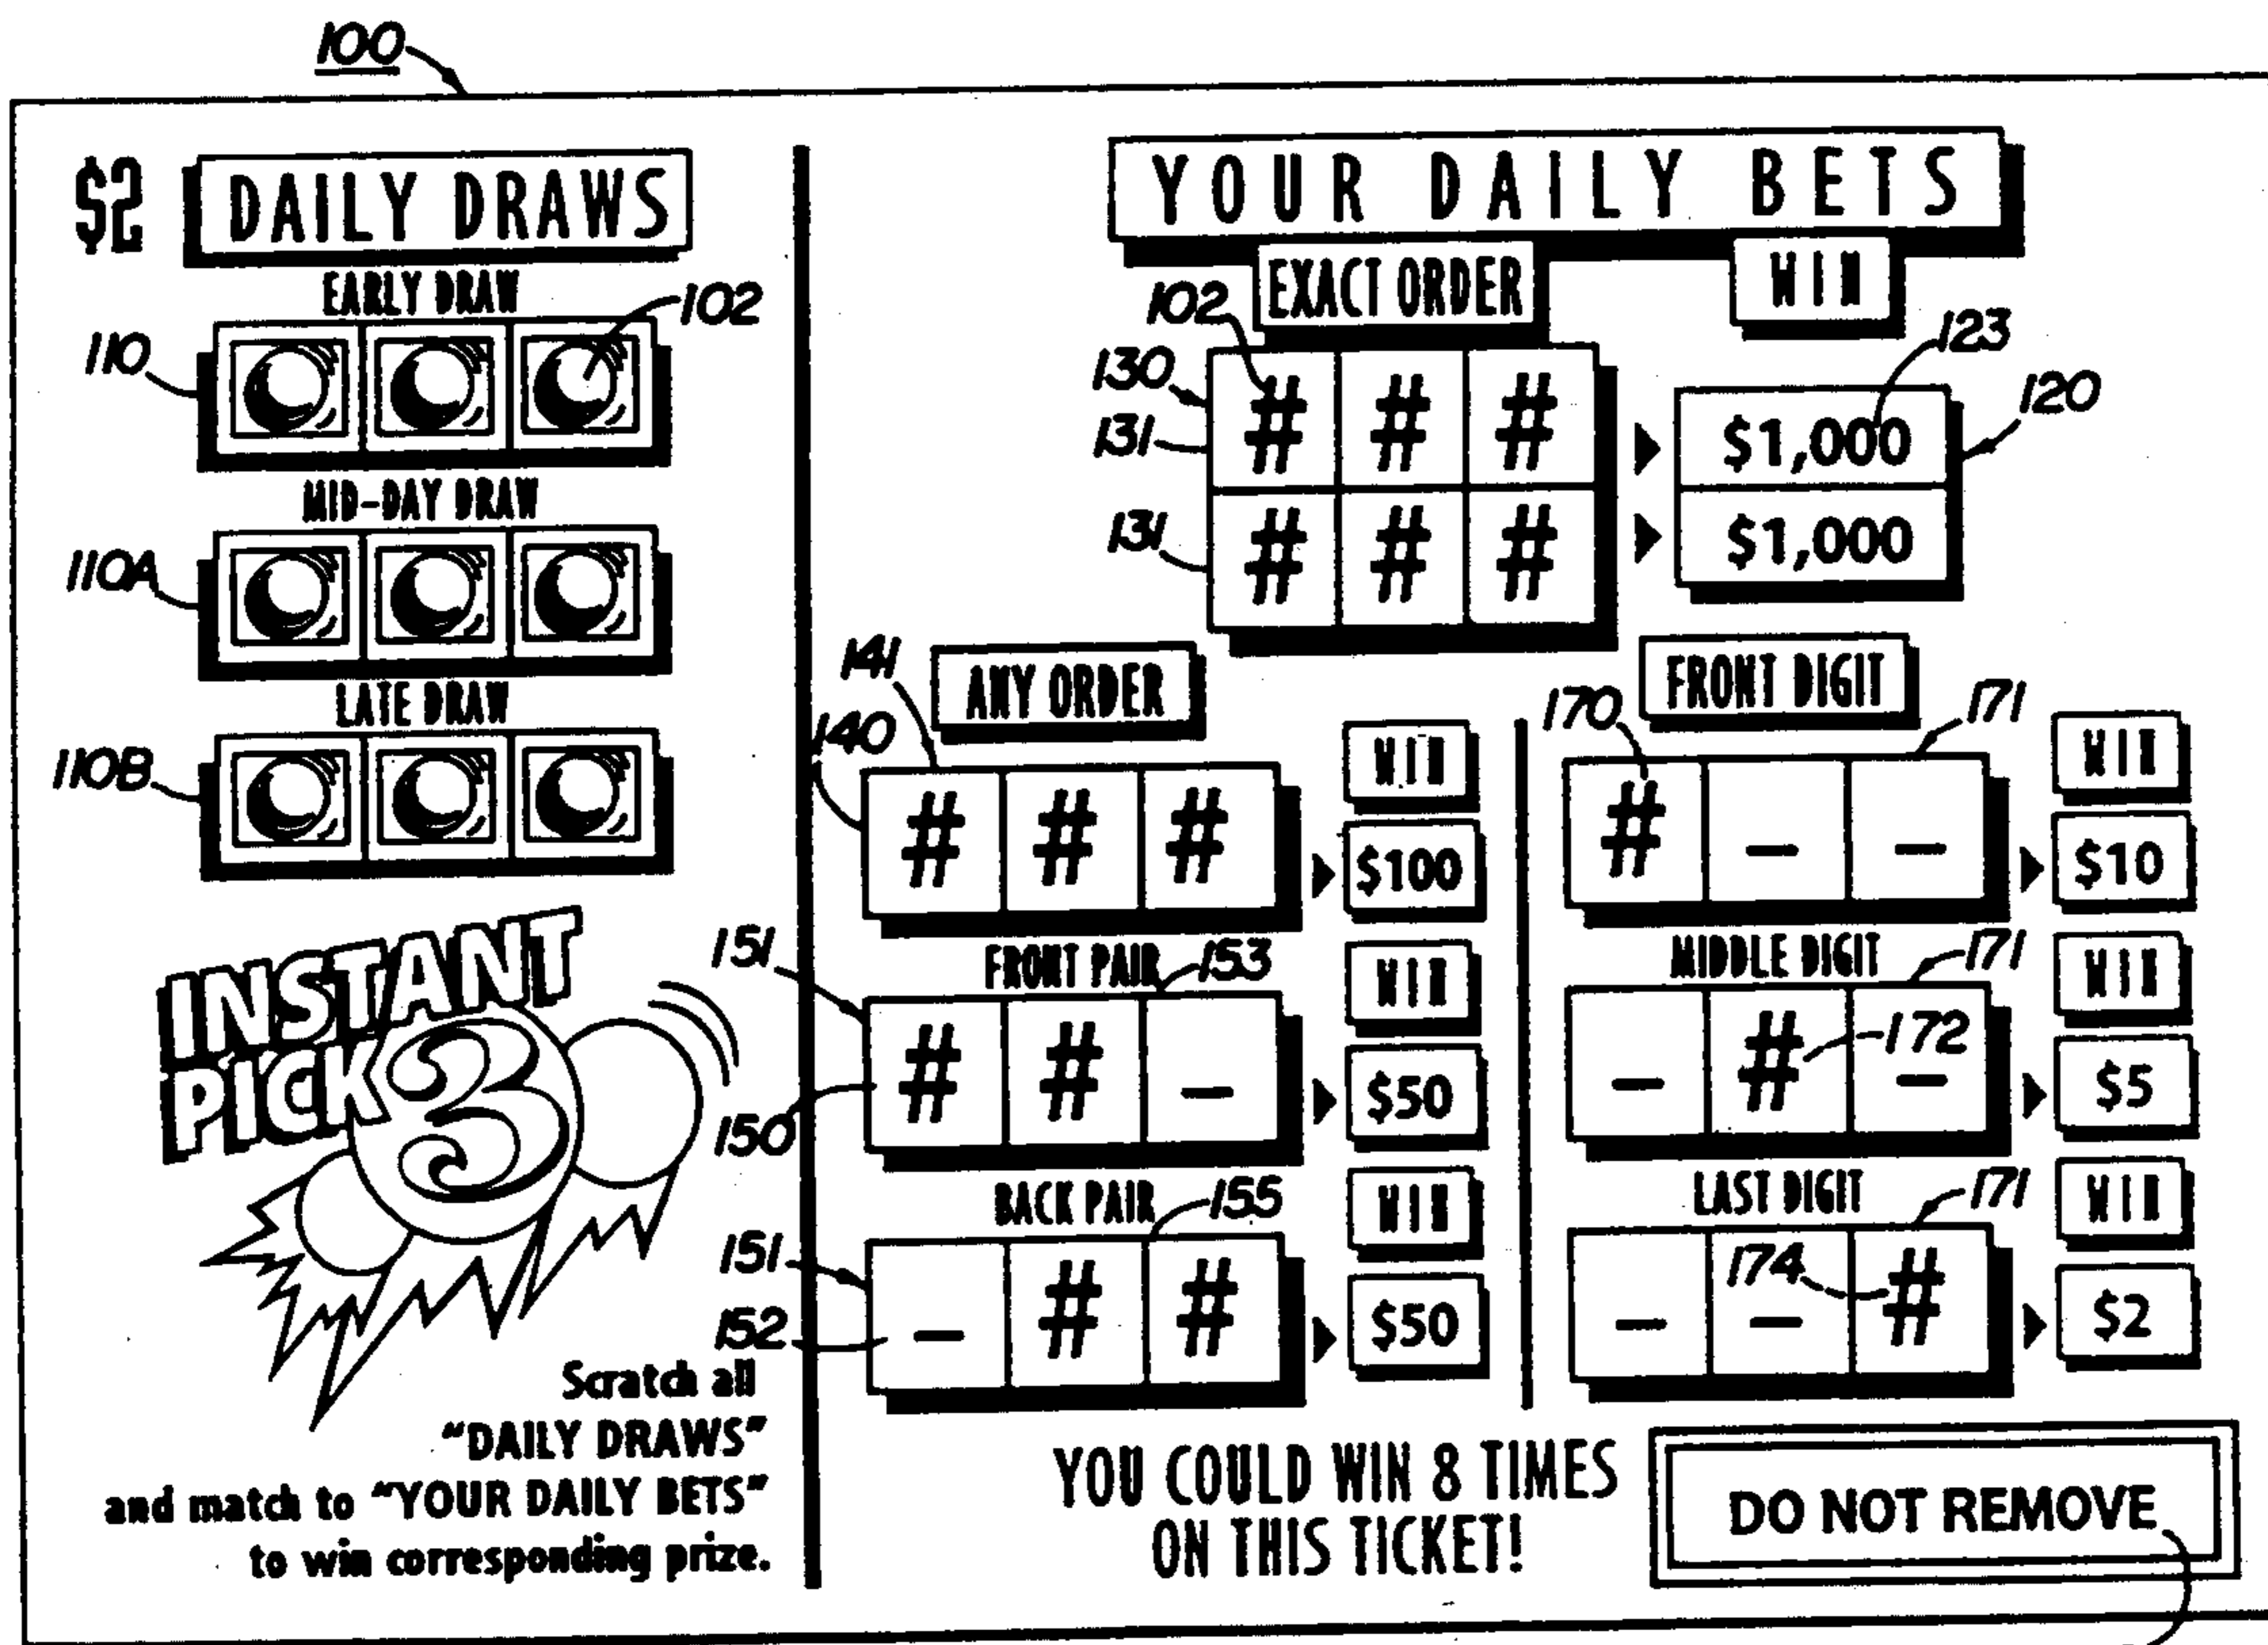 100
$2 DAILY DRAWS
EARLY DRAW
102
110
MID-DAY DRAW
110A
LATE DRAW
110B
INSTANT
PICK 3
Scratch all
"DAILY DRAWS"
and match to "YOUR DAILY BETS"
to win corresponding prize.
YOUR DAILY BETS
EXACT ORDER WIN
102 123
130 120
131 # # # $1,000
131 # # # $1,000
141 ANY ORDER
140 WIN
# # # $100
151 FRONT PAIR 153 WIN
# # - $50
150
BACK PAIR 155 WIN
151
152 - # # $50
FRONT DIGIT
170 171 WIN
# - - $10
MIDDLE DIGIT 171 WIN
- # 172 - $5
LAST DIGIT 171 WIN
174
- - # $2
YOU COULD WIN 8 TIMES
ON THIS TICKET!
DO NOT REMOVE